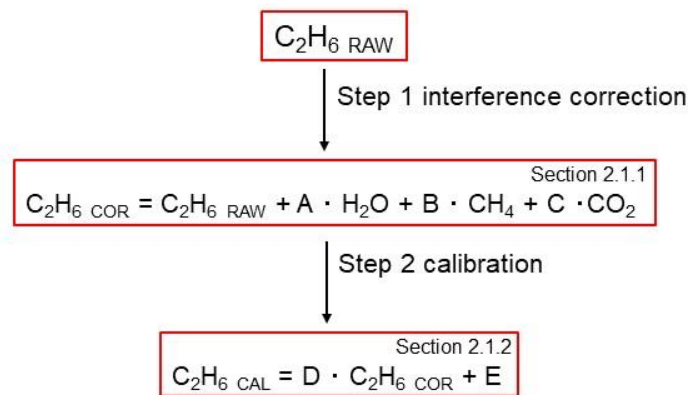 C₂H₆ RAW
Step 1 interference correction
Section 2.1.1
C₂H₆ COR = C₂H₆ RAW + A · H₂O + B · CH₄ + C · CO₂
Step 2 calibration
Section 2.1.2
C₂H₆ CAL = D · C₂H₆ COR + E